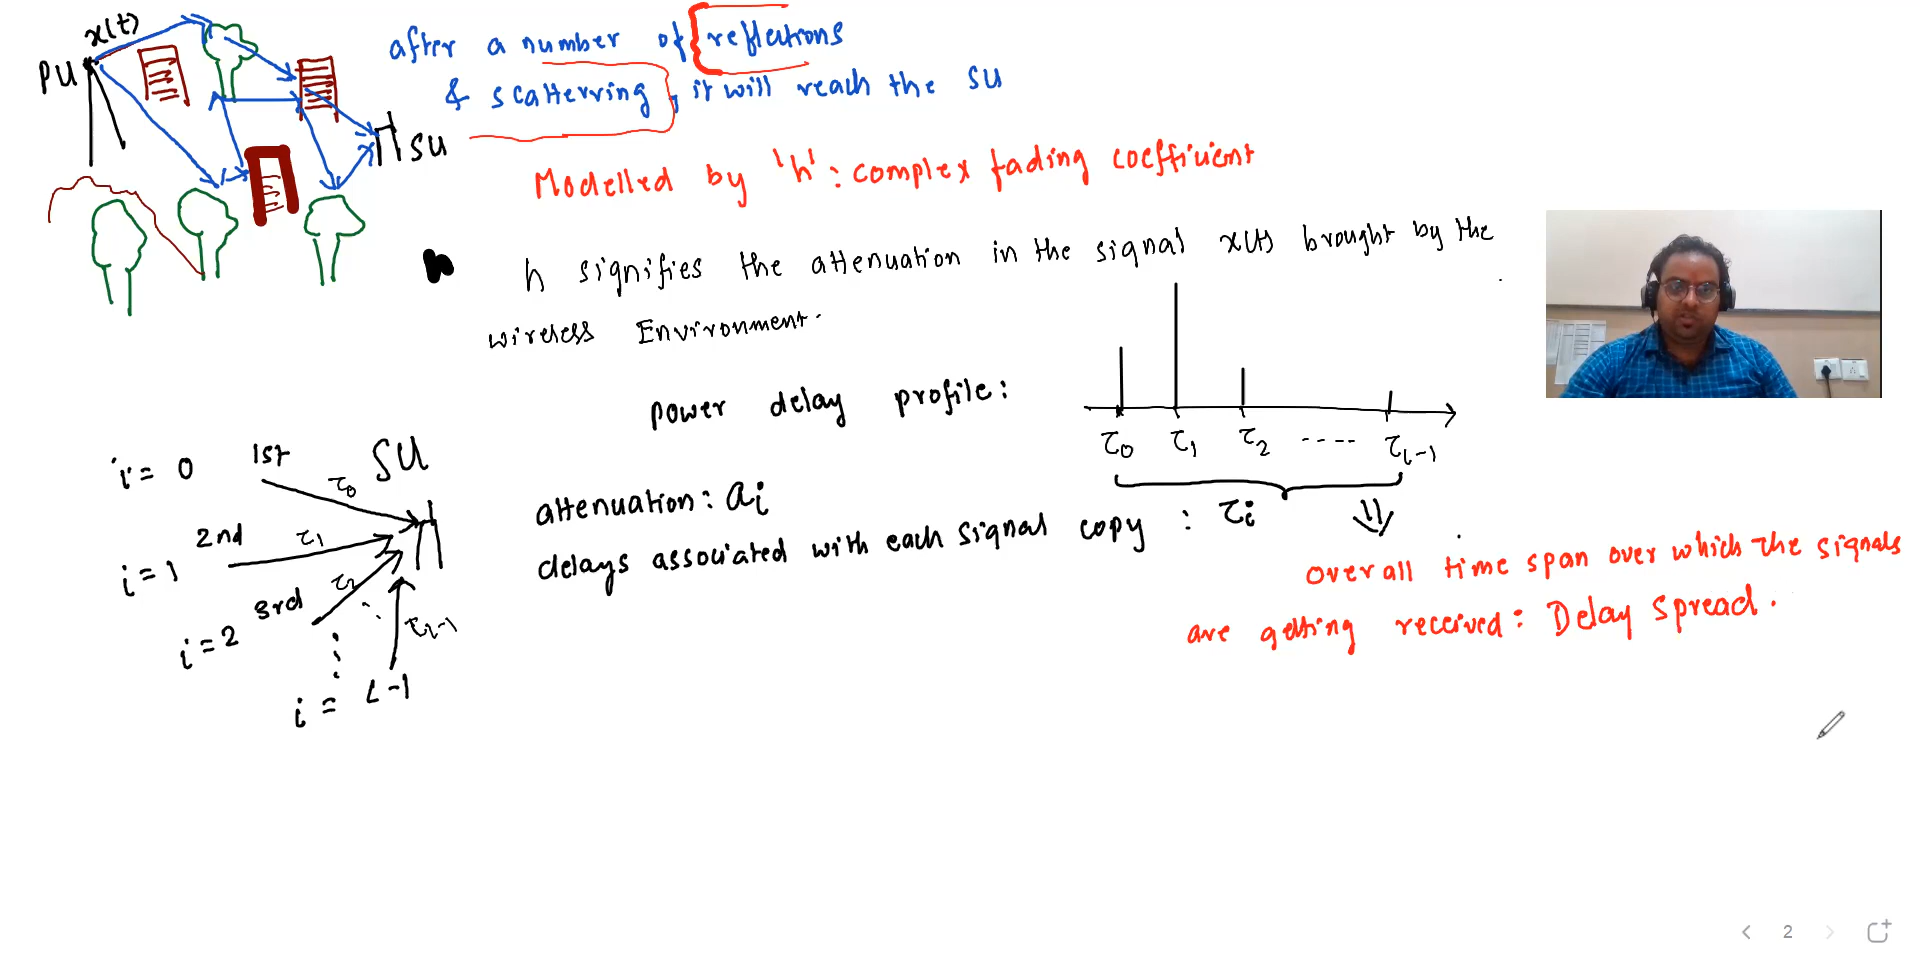 x(t)
PU
SU
after a number of reflections
& scatterring, it will reach the SU
Modelled by 'h': complex fading coefficient
h signifies the attenuation in the signal x(t) brought by the
wireless Environment.
power delay profile:
τ0 τ1 τ2 ---- τL-1
i = 0 1st τ0 SU
i = 1 2nd τ1
i = 2 3rd τ2
τL-1
i = L-1
attenuation: ai
delays associated with each signal copy : τi
overall time span over which the signals
are getting received: Delay spread.
2